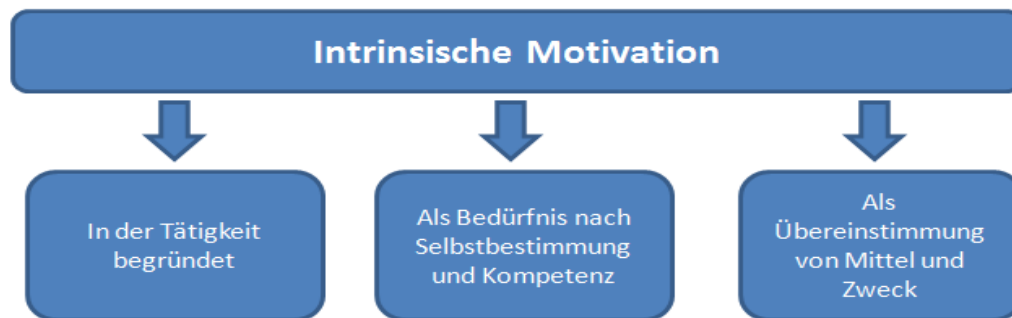 Intrinsische Motivation
In der Tätigkeit
begründet
Als Bedürfnis nach
Selbstbestimmung
und Kompetenz
Als
Übereinstimmung
von Mittel und
Zweck